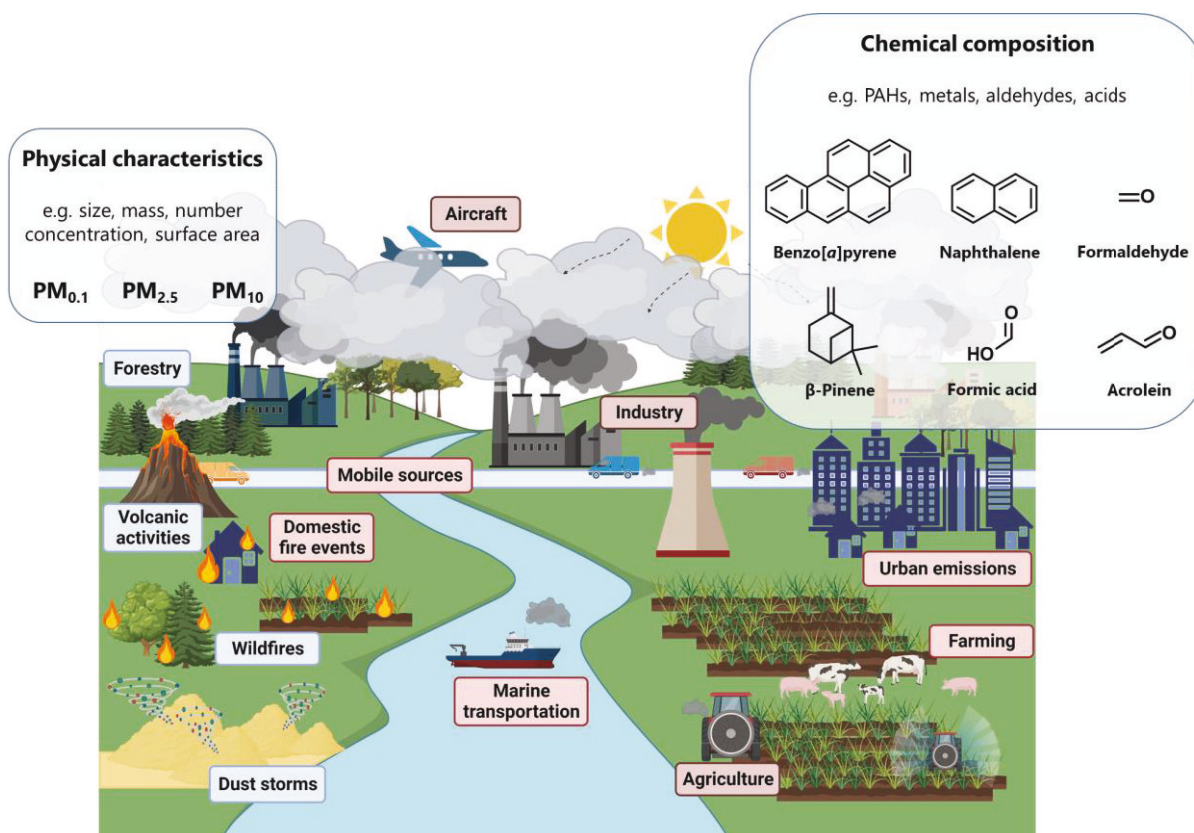 Chemical composition
e.g. PAHs, metals, aldehydes, acids
Benzo[a]pyrene
Naphthalene
Formaldehyde
O
HO
O
O
β-Pinene
Formic acid
Acrolein
Physical characteristics
e.g. size, mass, number
concentration, surface area
PM0.1 PM2.5 PM10
Aircraft
Forestry
Industry
Mobile sources
Volcanic
activities
Domestic
fire events
Urban emissions
Wildfires
Farming
Marine
transportation
Dust storms
Agriculture